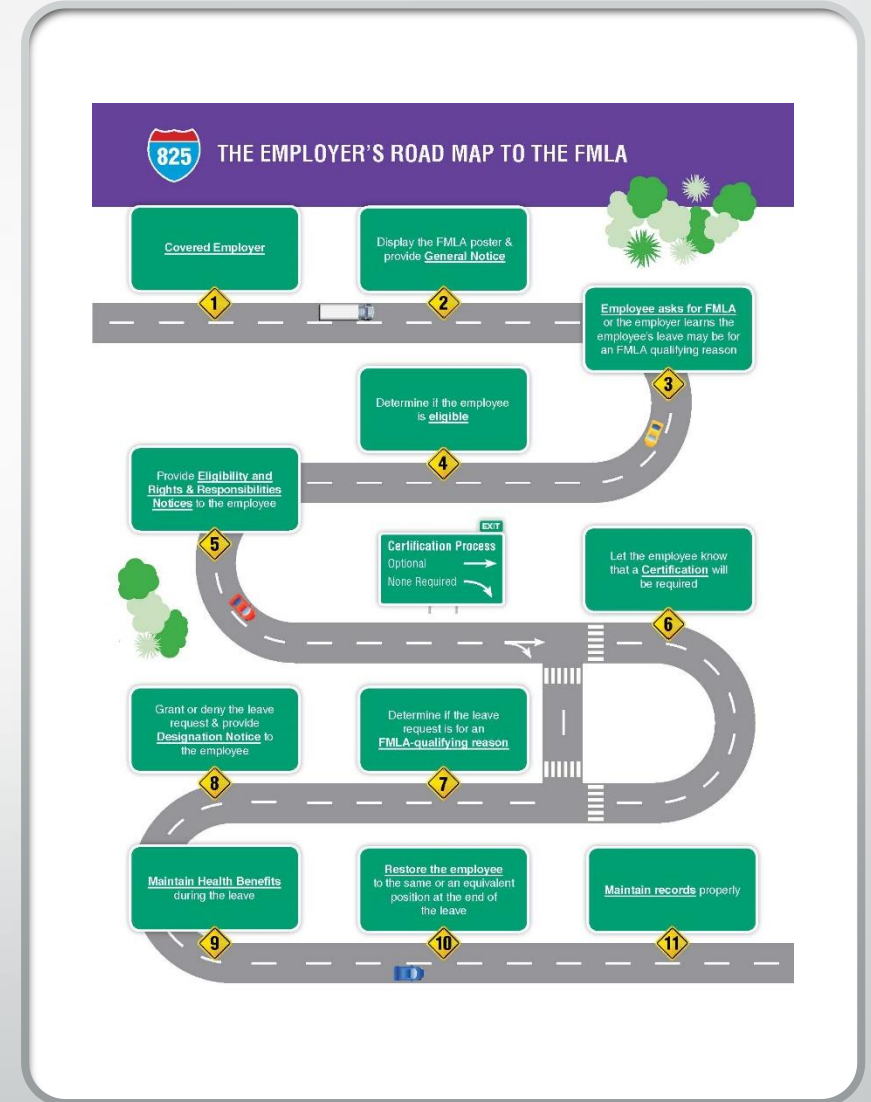 825
THE EMPLOYER'S ROAD MAP TO THE FMLA
Covered Employer
1
Display the FMLA poster &
provide General Notice
2
Employee asks for FMLA
or the employer learns the
employee's leave may be for
an FMLA qualifying reason
3
Determine if the employee
is eligible
4
Provide Eligibility and
Rights & Responsibilities
Notices to the employee
5
EXIT
Certification Process
Optional
None Required
Let the employee know
that a Certification will
be required
6
Determine if the leave
request is for an
FMLA-qualifying reason
7
Grant or deny the leave
request & provide
Designation Notice to
the employee
8
Maintain Health Benefits
during the leave
9
Restore the employee
to the same or an equivalent
position at the end of
the leave
10
Maintain records properly
11